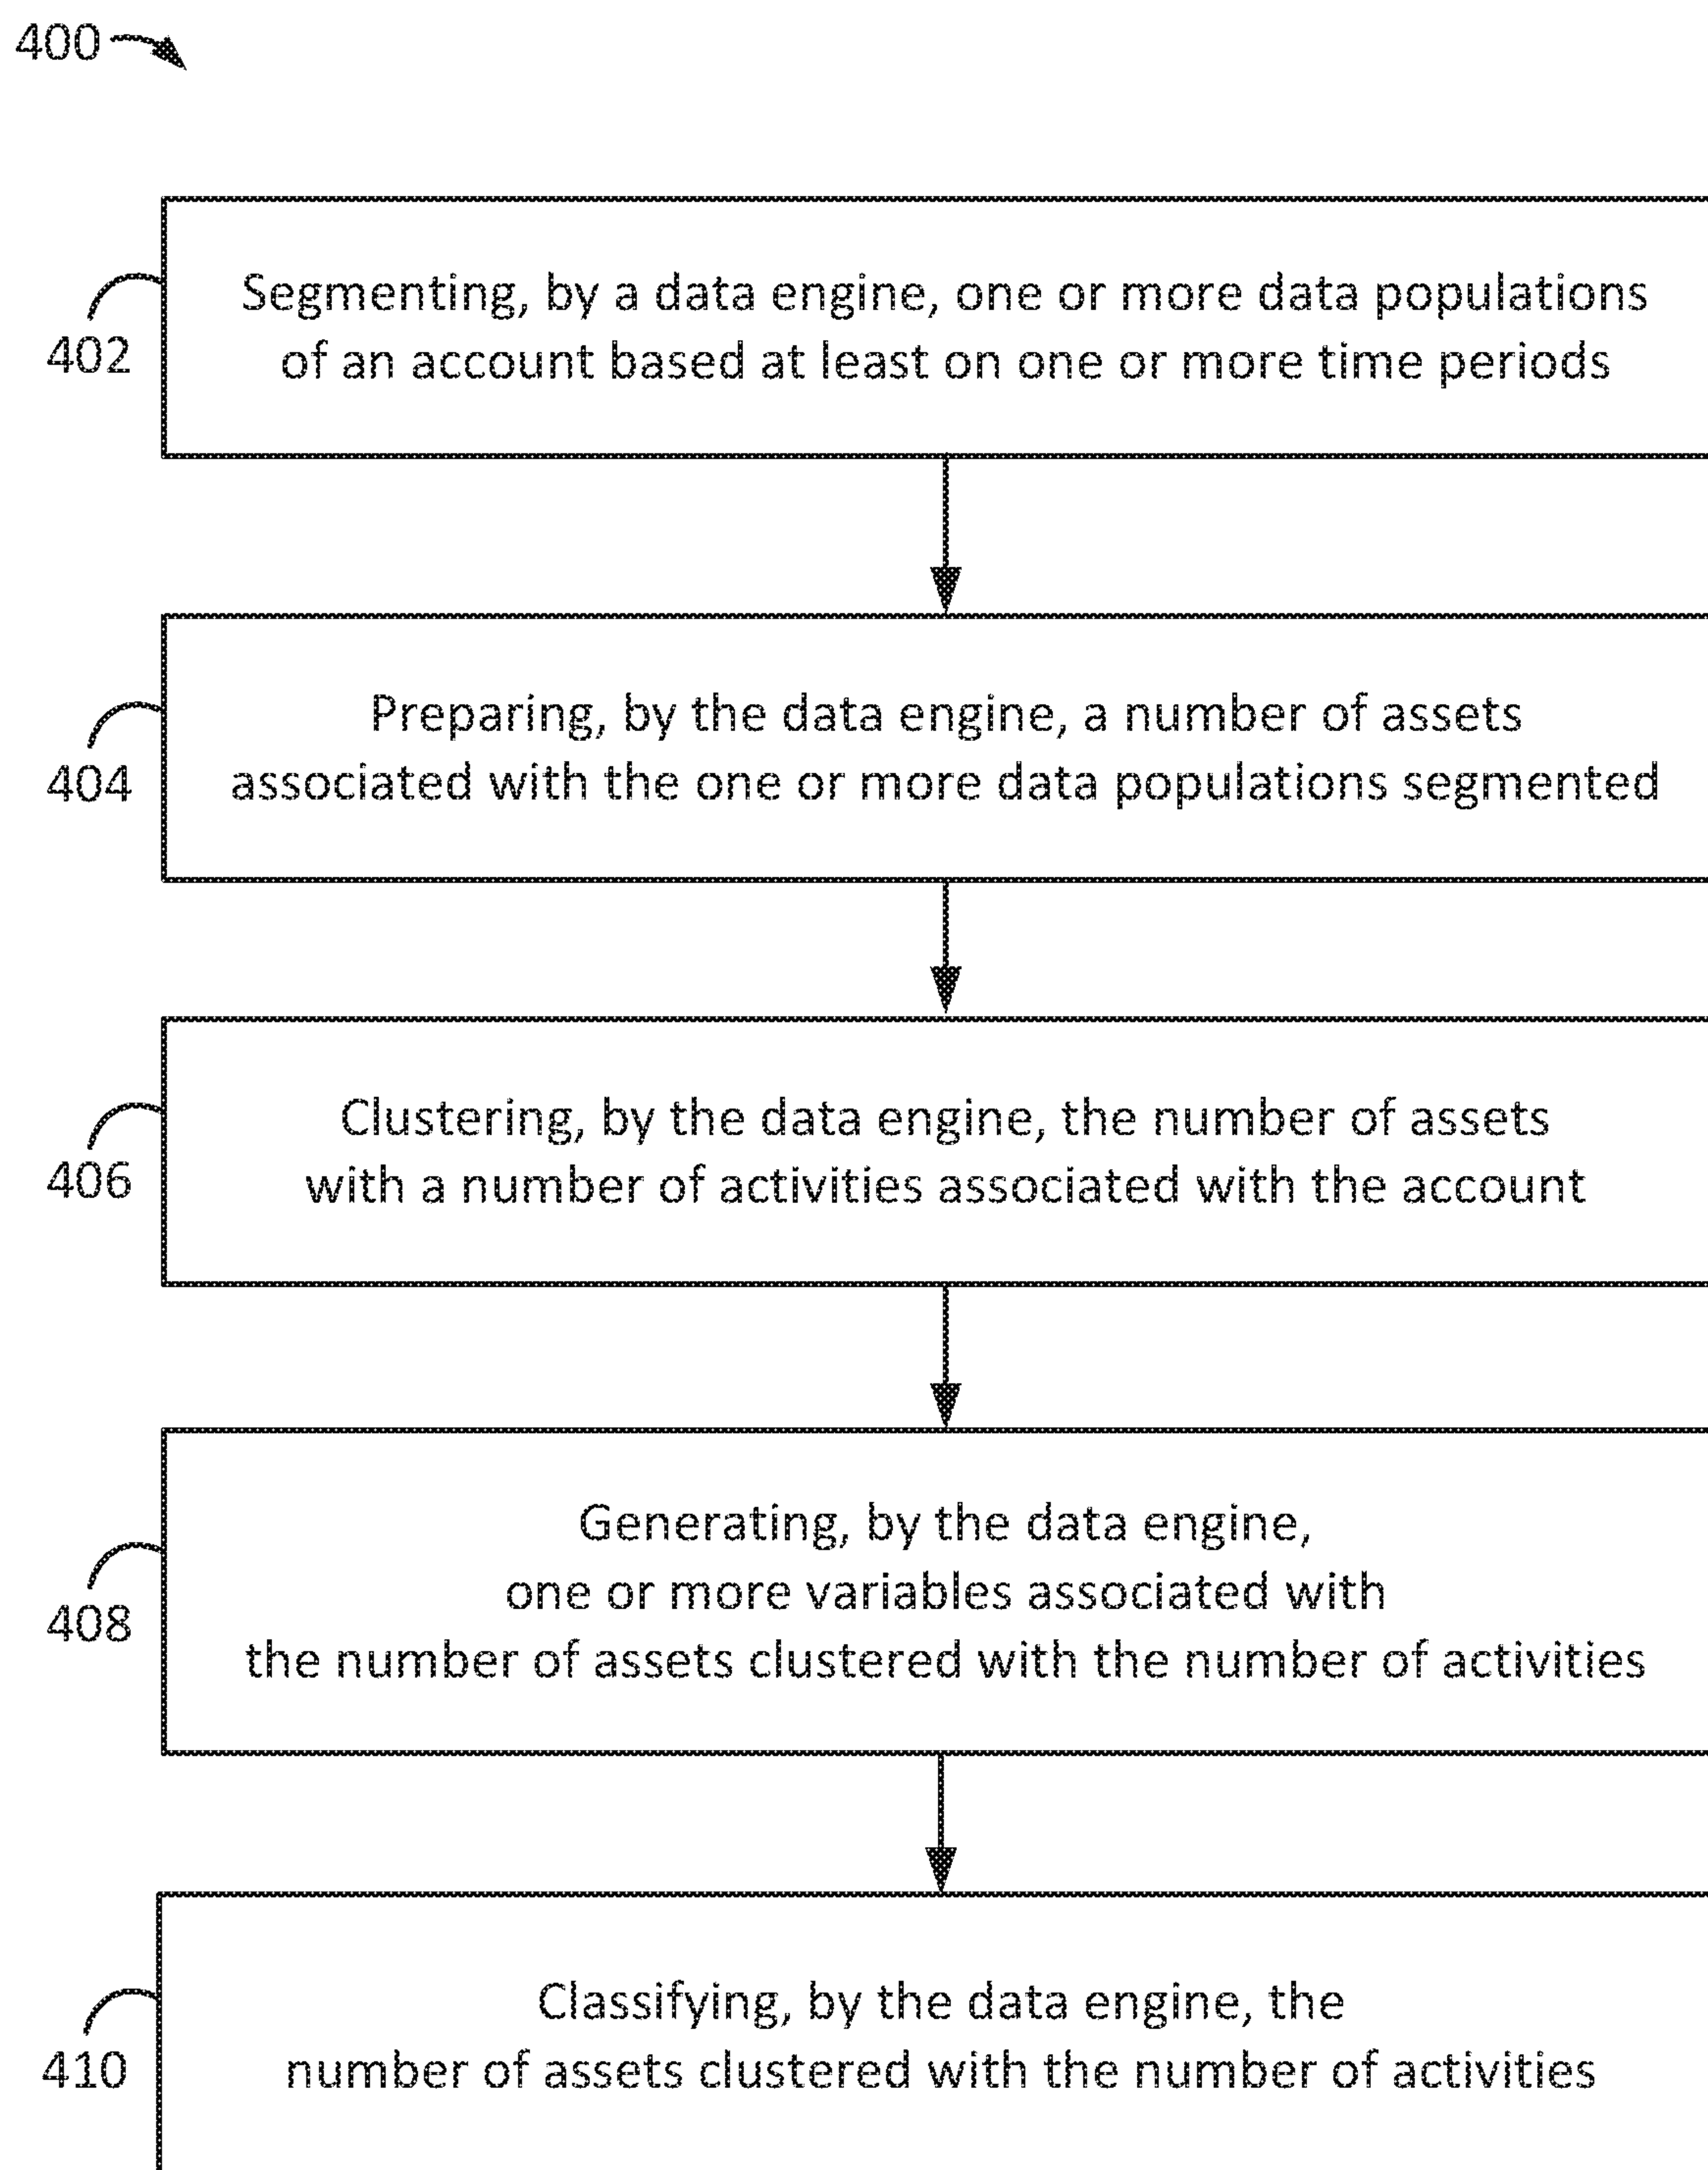 400
Segmenting, by a data engine, one or more data populations
of an account based at least on one or more time periods
402
Preparing, by the data engine, a number of assets
associated with the one or more data populations segmented
404
Clustering, by the data engine, the number of assets
with a number of activities associated with the account
406
Generating, by the data engine,
one or more variables associated with
the number of assets clustered with the number of activities
408
Classifying, by the data engine, the
number of assets clustered with the number of activities
410